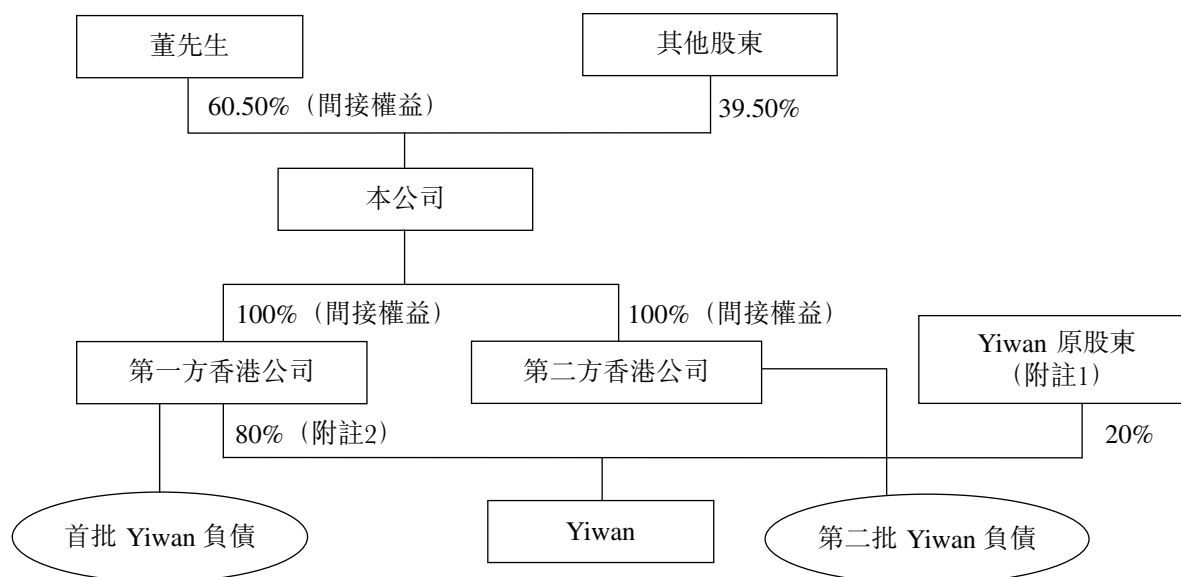 董先生
其他股東
60.50%（間接權益）
39.50%
本公司
100%（間接權益）
100%（間接權益）
第一方香港公司
第二方香港公司
Yiwan 原股東
（附註1）
80%（附註2）
20%
首批 Yiwan 負債
Yiwan
第二批 Yiwan 負債